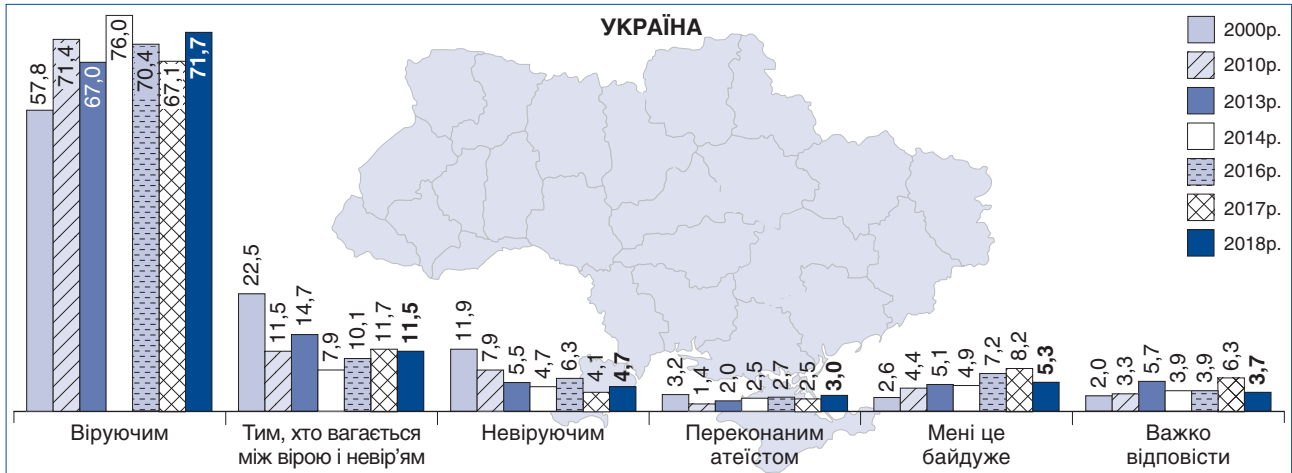 УКРАЇНА
2000р.
2010р.
2013р.
2014р.
2016р.
2017р.
2018р.
57,8 71,4 67,0 76,0 70,4 67,1 71,7
22,5 11,5 14,7 7,9 10,1 11,7 11,5
11,9 7,9 5,5 4,7 6,3 4,1 4,7
3,2 1,4 2,0 2,5 2,7 2,5 3,0
2,6 4,4 5,1 4,9 7,2 8,2 5,3
2,0 3,3 5,7 3,9 3,9 6,3 3,7
Віруючим
Тим, хто вагається
між вірою і невір'ям
Невіруючим
Переконаним
атеїстом
Мені це
байдуже
Важко
відповісти